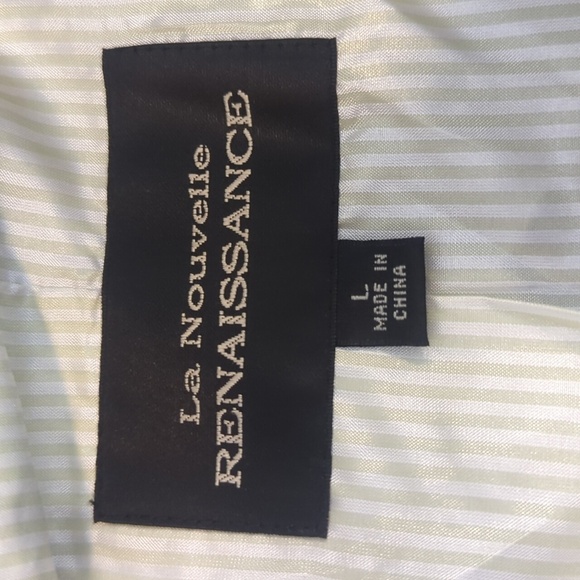 La Nouvelle
RENAISSANCE
L
MADE IN
CHINA